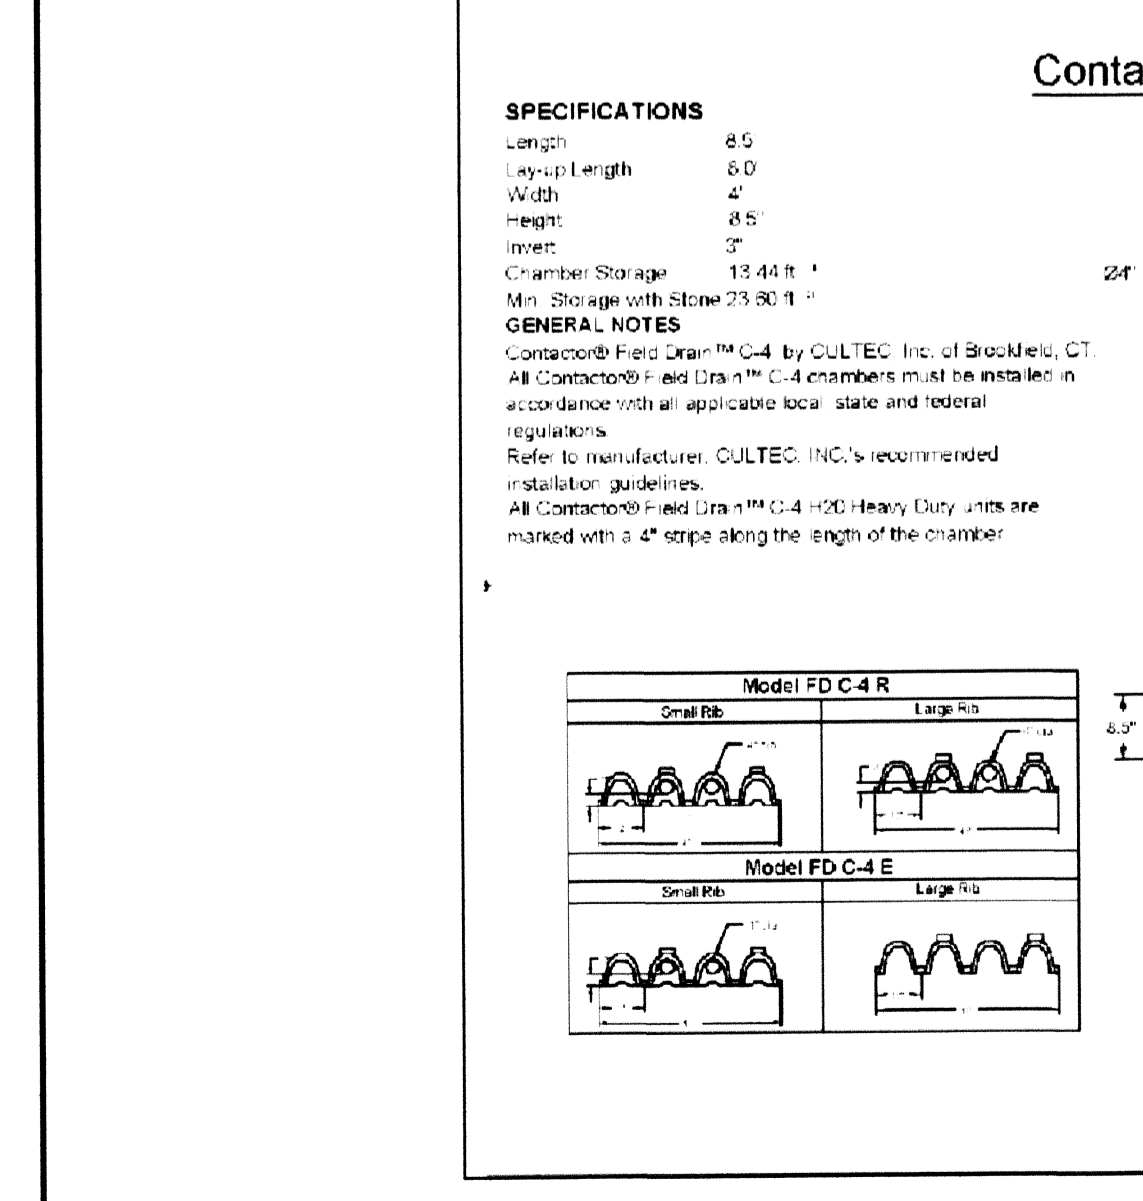 Conta
SPECIFICATIONS
Length 8.5'
Lay-up Length 8.0'
Width 4'
Height 8.5"
Invert 3"
Chamber Storage 13.44 ft
Min. Storage with Stone 23.60 ft
24"
GENERAL NOTES
Contactor® Field Drain™ C-4 by CULTEC, Inc. of Brookfield, CT.
All Contactor® Field Drain™ C-4 chambers must be installed in
accordance with all applicable local, state and federal
regulations.
Refer to manufacturer, CULTEC, INC.'s recommended
installation guidelines.
All Contactor® Field Drain™ C-4 H20 Heavy Duty units are
marked with a 4" stripe along the length of the chamber
Model FD C-4 R
Small Rib Large Rib
8.5"
Model FD C-4 E
Small Rib Large Rib